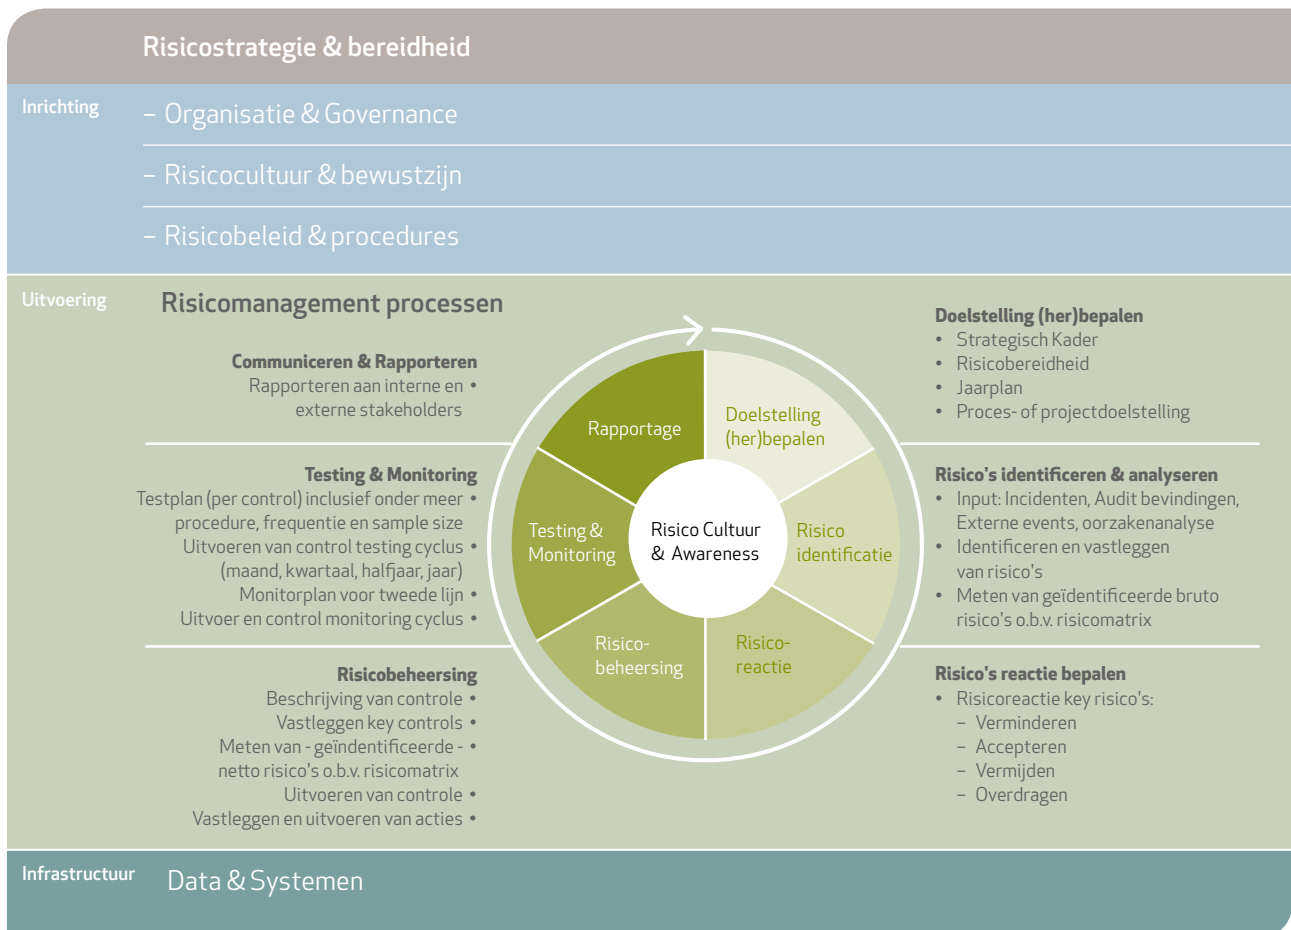 Risicostrategie & bereidheid
Inrichting
– Organisatie & Governance
– Risicocultuur & bewustzijn
– Risicobeleid & procedures
Uitvoering
Risicomanagement processen
Communiceren & Rapporteren
Rapporteren aan interne en •
externe stakeholders
Testing & Monitoring
Testplan (per control) inclusief onder meer •
procedure, frequentie en sample size
Uitvoeren van control testing cyclus •
(maand, kwartaal, halfjaar, jaar)
Monitorplan voor tweede lijn •
Uitvoer en control monitoring cyclus •
Risicobeheersing
Beschrijving van controle •
Vastleggen key controls •
Meten van - geïndentificeerde - •
netto risico's o.b.v. risicomatrix
Uitvoeren van controle •
Vastleggen en uitvoeren van acties •
Rapportage
Doelstelling
(her)bepalen
Testing &
Monitoring
Risico Cultuur
& Awareness
Risico
identificatie
Risico-
beheersing
Risico-
reactie
Doelstelling (her)bepalen
• Strategisch Kader
• Risicobereidheid
• Jaarplan
• Proces- of projectdoelstelling
Risico's identificeren & analyseren
• Input: Incidenten, Audit bevindingen,
Externe events, oorzakenanalyse
• Identificeren en vastleggen
van risico's
• Meten van geïdentificeerde bruto
risico's o.b.v. risicomatrix
Risico's reactie bepalen
• Risicoreactie key risico's:
– Verminderen
– Accepteren
– Vermijden
– Overdragen
Infrastructuur
Data & Systemen